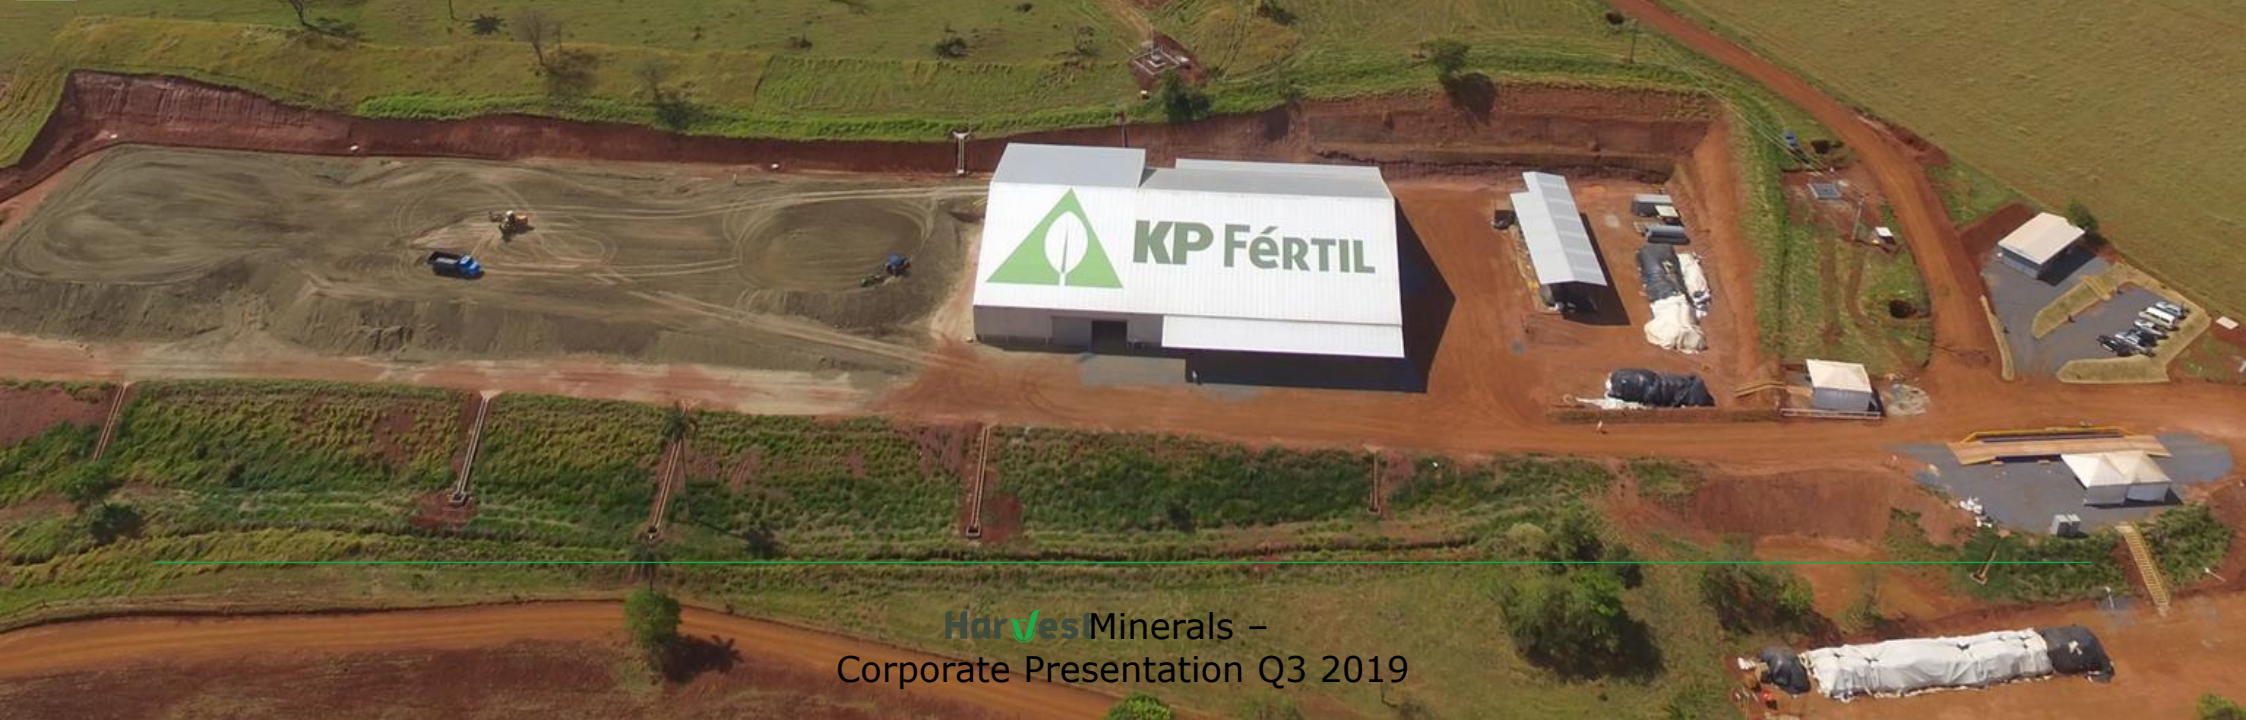 KP FéRTIL
HarvestMinerals –
Corporate Presentation Q3 2019